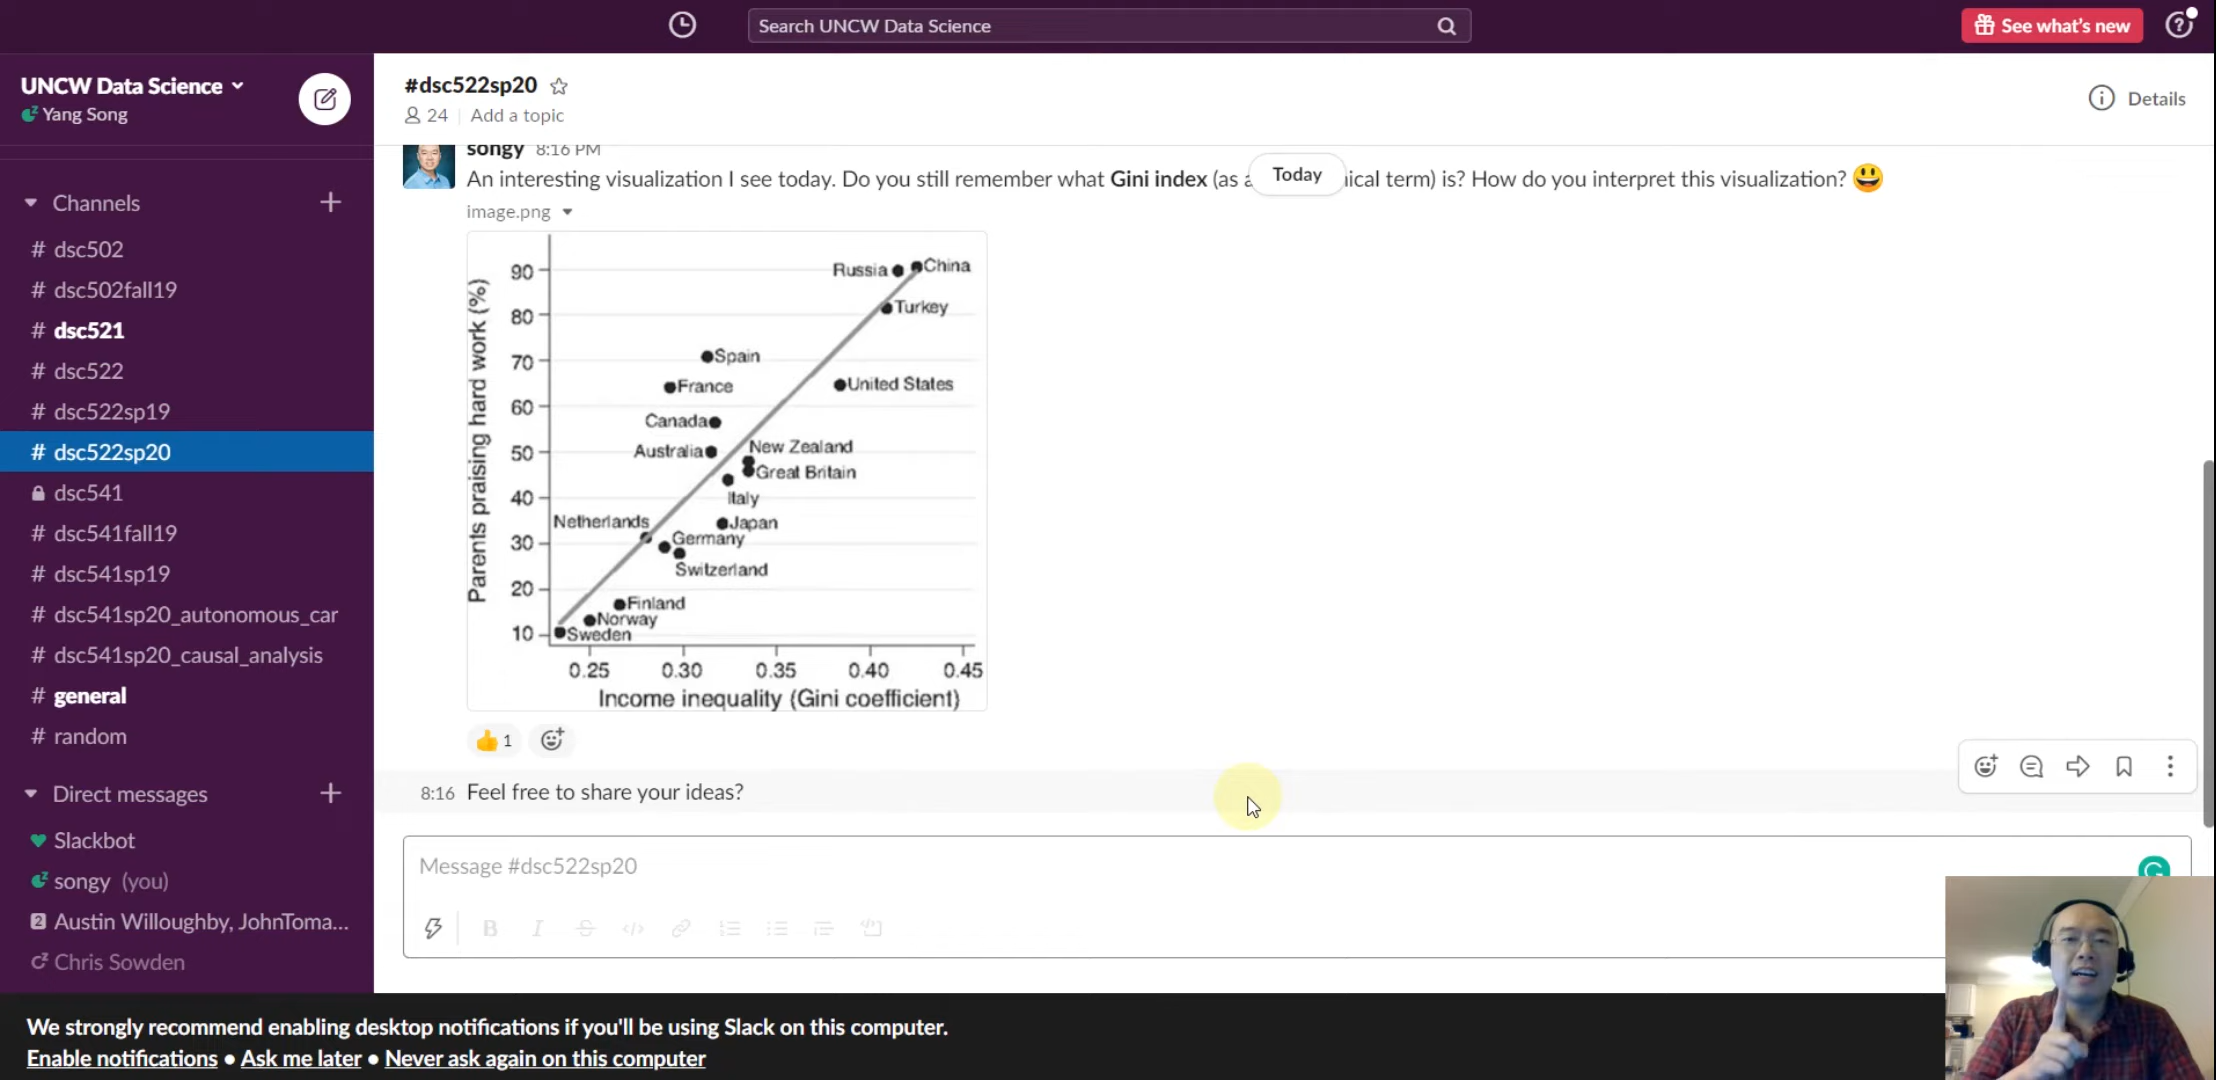 Search UNCW Data Science
See what's new
UNCW Data Science
Yang Song
Channels
# dsc502
# dsc502fall19
# dsc521
# dsc522
# dsc522sp19
# dsc522sp20
dsc541
# dsc541fall19
# dsc541sp19
# dsc541sp20_autonomous_car
# dsc541sp20_causal_analysis
# general
# random
Direct messages
Slackbot
songy (you)
2 Austin Willoughby, JohnToma...
Chris Sowden
#dsc522sp20
24 | Add a topic
Details
songy 8:16 PM
Today
An interesting visualization I see today. Do you still remember what Gini index (as a ical term) is? How do you interpret this visualization? 😃
image.png
Parents praising hard work (%)
90
80
70
60
50
40
30
20
10
Russia
China
Turkey
Spain
France
United States
Canada
Australia
New Zealand
Great Britain
Italy
Netherlands
Japan
Germany
Switzerland
Finland
Norway
Sweden
0.25 0.30 0.35 0.40 0.45
Income inequality (Gini coefficient)
👍 1
8:16 Feel free to share your ideas?
Message #dsc522sp20
B I S </>
We strongly recommend enabling desktop notifications if you'll be using Slack on this computer.
Enable notifications • Ask me later • Never ask again on this computer